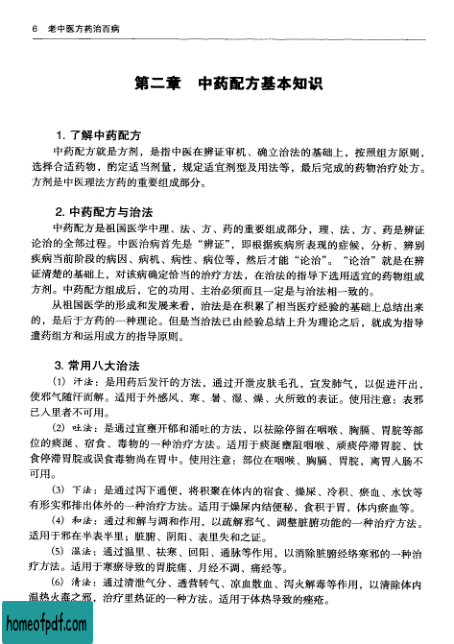 6 老中医方药治百病
第二章 中药配方基本知识
1. 了解中药配方
中药配方就是方剂，是指中医在辨证审机、确立治法的基础上，按照组方原则，
选择合适药物，酌定适当剂量，规定适宜剂型及用法等，最后完成的药物治疗处方。
方剂是中医理法方药的重要组成部分。
2. 中药配方与治法
中药配方是祖国医学中理、法、方、药的重要组成部分，理、法、方、药是辨证
论治的全部过程。中医治病首先是“辨证”，即根据疾病所表现的症候，分析、辨别
疾病当前阶段的病因、病机、病性、病位等，然后才能“论治”。“论治”就是在辨
证清楚的基础上，对该病确定恰当的治疗方法，在治法的指导下选用适宜的药物组成
方剂。中药配方组成后，它的功用、主治必须而且一定是与治法相一致的。
从祖国医学的形成和发展来看，治法是在积累了相当医疗经验的基础上总结出来
的，是后于方药的一种理论。但是当治法已由经验总结上升为理论之后，就成为指导
遣药组方和运用成方的指导原则。
3. 常用八大治法
(1) 汗法：是用药后发汗的方法，通过开泄皮肤毛孔，宣发肺气，以促进汗出，
使邪气随汗而解。适用于外感风、寒、暑、湿、燥、火所致的表证。使用注意：表邪
已入里者不可用。
(2) 吐法：是通过宣壅开郁和涌吐的方法，以祛除停留在咽喉、胸膈、胃脘等部
位的痰涎、宿食、毒物的一种治疗方法。适用于痰涎壅阻咽喉、顽痰停滞胃脘、饮
食停滞胃脘或误食毒物尚在胃中。使用注意：部位在咽喉、胸膈、胃脘，离胃入肠不
可用。
(3) 下法：是通过泻下通便，将积聚在体内的宿食、燥屎、冷积、瘀血、水饮等
有形实邪排出体外的一种治疗方法。适用于燥屎内结便秘，食积于胃，体内瘀血等。
(4) 和法：通过和解与调和作用，以疏解邪气、调整脏腑功能的一种治疗方法。
适用于邪在半表半里；脏腑、阴阳、表里失和之证。
(5) 温法：通过温里、祛寒、回阳、通脉等作用，以消除脏腑经络寒邪的一种治
疗方法。适用于寒瘀导致的胃脘痛、月经不调、痛经等。
(6) 清法：通过清泄气分、透营转气、凉血散血、泻火解毒等作用，以清除体内
温热火毒之邪，治疗里热证的一种方法。适用于体热导致的痤疮。
homeofpdf.com